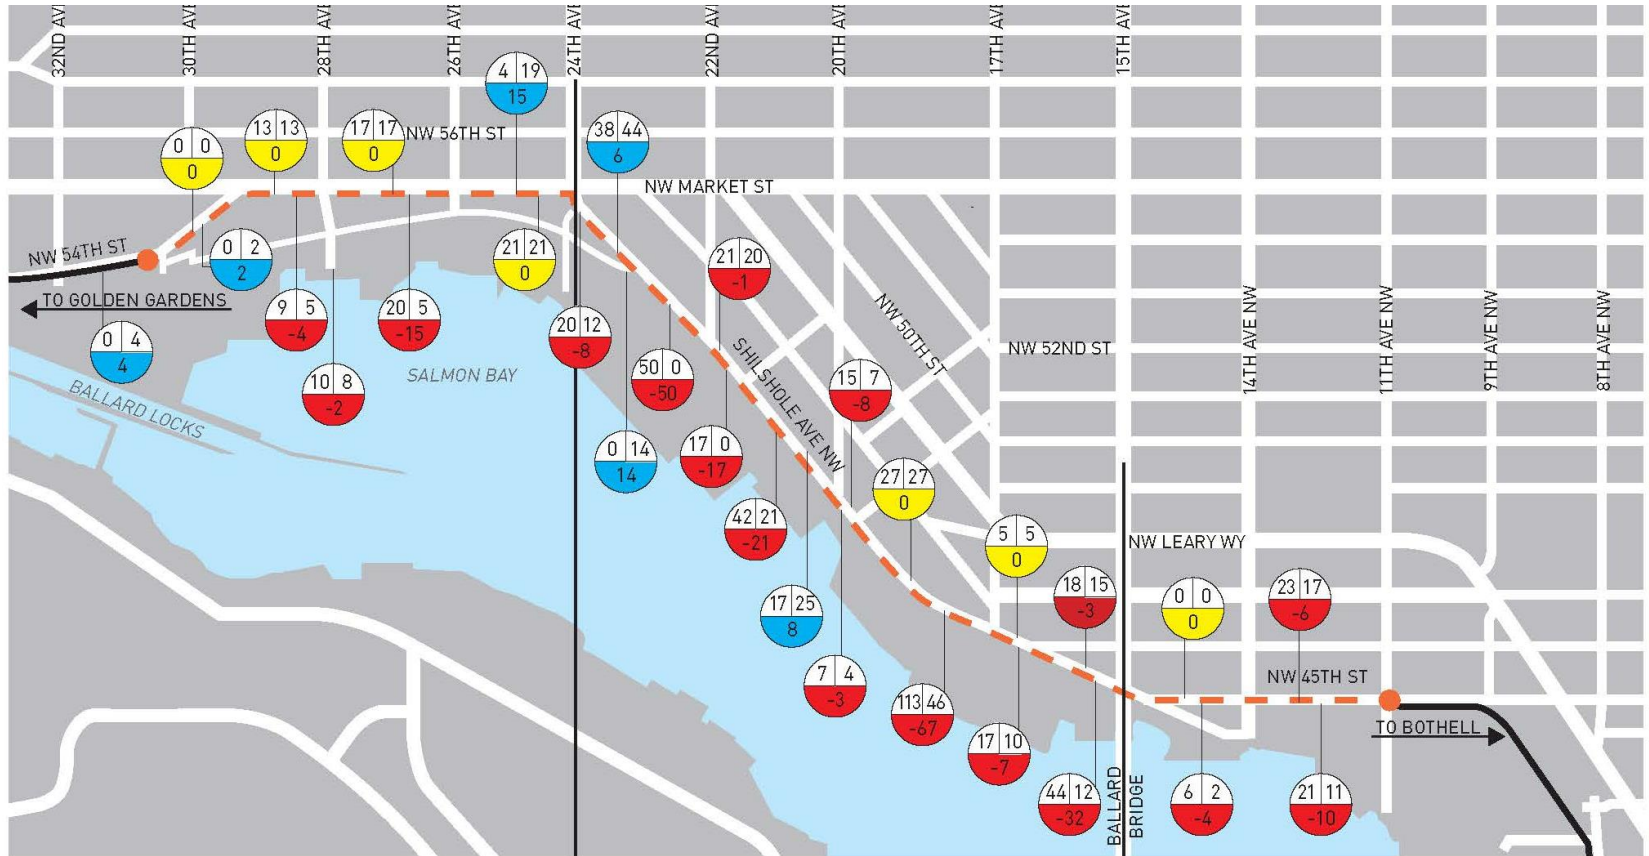 32ND AV
30TH AVE
28TH AVE
26TH AVE
24TH AVE
22ND AV
20TH AVE
17TH AVE
15TH AVE
4 19
15
13 13
0
17 17
0
NW 56TH ST
38 44
6
0 0
0
NW MARKET ST
NW 54TH ST
0 2
2
21 21
0
21 20
-1
TO GOLDEN GARDENS
9 5
-4
20 5
-15
20 12
-8
0 4
4
10 8
-2
SALMON BAY
BALLARD LOCKS
50 0
-50
SHILSHOLE AVE NW
NW 50TH ST
NW 52ND ST
14TH AVE NW
11TH AVE NW
9TH AVE NW
8TH AVE NW
15 7
-8
0 14
14
17 0
-17
27 27
0
42 21
-21
5 5
0
NW LEARY WY
17 25
8
18 15
-3
0 0
0
23 17
-6
7 4
-3
113 46
-67
NW 45TH ST
17 10
-7
TO BOTHELL
44 12
-32
BALLARD
BRIDGE
6 2
-4
21 11
-10